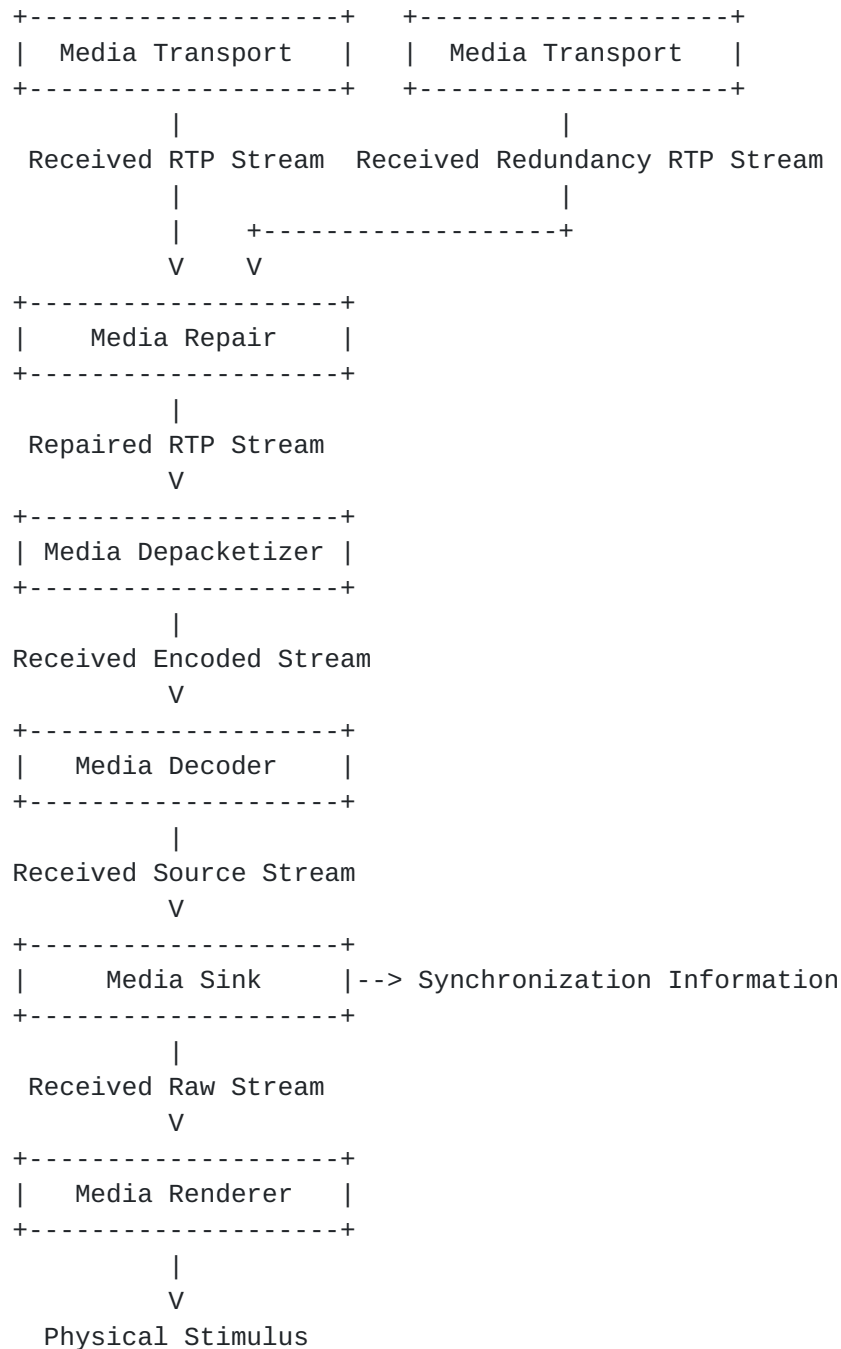 +---------------------+   +---------------------+
|   Media Transport   |   |   Media Transport   |
+---------------------+   +---------------------+
          |                        |
 Received RTP Stream  Received Redundancy RTP Stream
          |                        |
          |    +-------------------+
          V    V
+---------------------+
|    Media Repair     |
+---------------------+
          |
 Repaired RTP Stream
          V
+---------------------+
| Media Depacketizer |
+---------------------+
          |
Received Encoded Stream
          V
+---------------------+
|   Media Decoder    |
+---------------------+
          |
Received Source Stream
          V
+---------------------+
|     Media Sink     |--> Synchronization Information
+---------------------+
          |
 Received Raw Stream
          V
+---------------------+
|   Media Renderer   |
+---------------------+
          |
          V
  Physical Stimulus